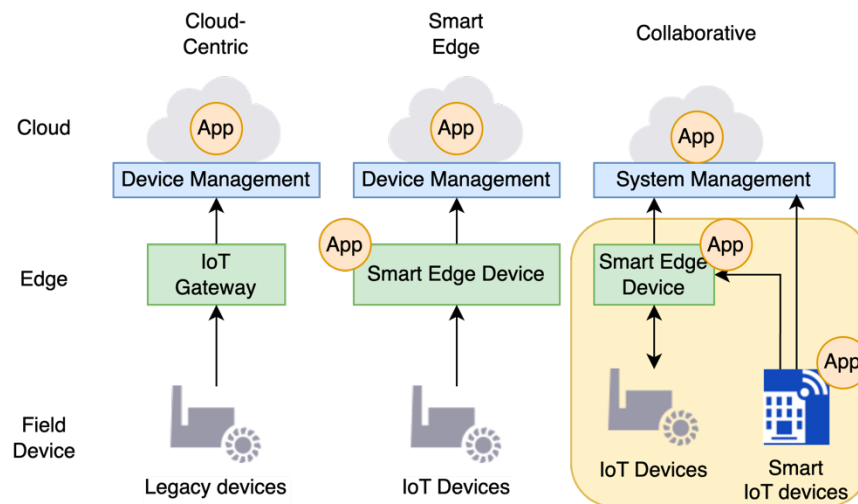 Cloud-
Centric
Smart
Edge
Collaborative
Cloud
App
App
App
Device Management
Device Management
System Management
App
App
Edge
IoT
Gateway
Smart Edge Device
Smart Edge
Device
App
Field
Device
Legacy devices
IoT Devices
IoT Devices
Smart
IoT devices